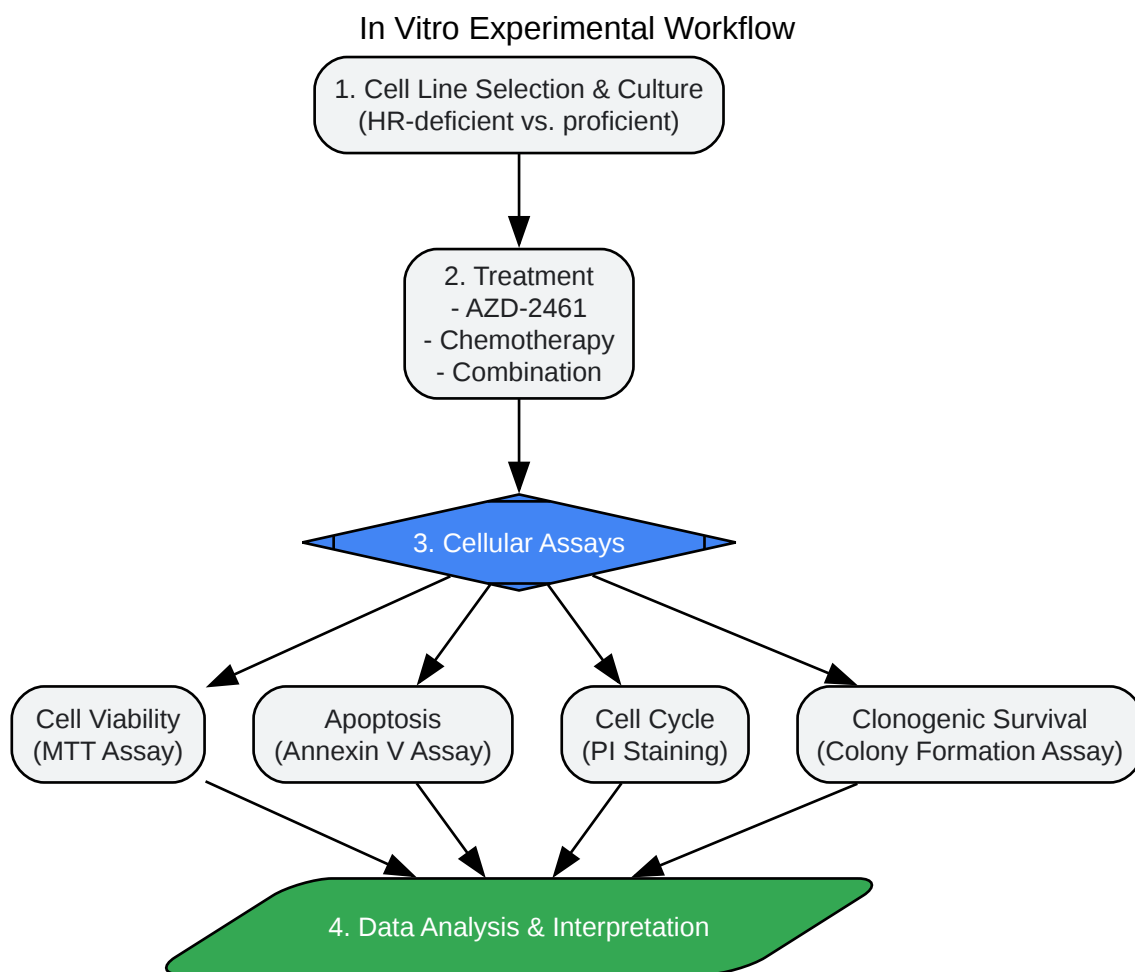 In Vitro Experimental Workflow
1. Cell Line Selection & Culture
(HR-deficient vs. proficient)
2. Treatment
- AZD-2461
- Chemotherapy
- Combination
3. Cellular Assays
Cell Viability
(MTT Assay)
Apoptosis
(Annexin V Assay)
Cell Cycle
(PI Staining)
Clonogenic Survival
(Colony Formation Assay)
4. Data Analysis & Interpretation